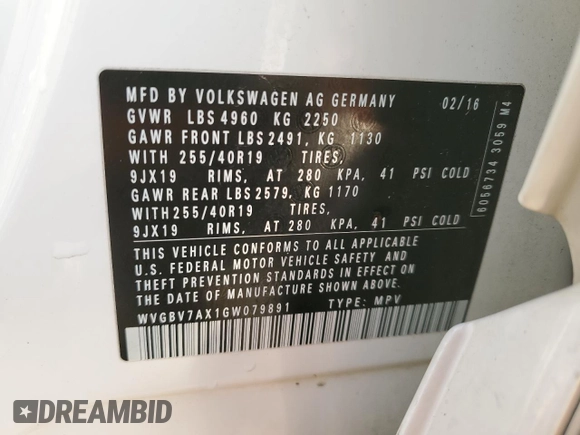 MFD BY VOLKSWAGEN AG GERMANY 02/16
GVWR LBS 4960 KG 2250
GAWR FRONT LBS 2491, KG 1130
WITH 255/40R19 TIRES,
9JX19 RIMS, AT 280 KPA, 41 PSI COLD
GAWR REAR LBS 2579, KG 1170
WITH 255/40R19 TIRES,
9JX19 RIMS, AT 280 KPA, 41 PSI COLD
THIS VEHICLE CONFORMS TO ALL APPLICABLE
U.S. FEDERAL MOTOR VEHICLE SAFETY AND
THEFT PREVENTION STANDARDS IN EFFECT ON
THE DATE OF MANUFACTURE SHOWN ABOVE.
WVGBV7AX1GW079891 TYPE: MPV
6056734 3059 M4
DREAMBID